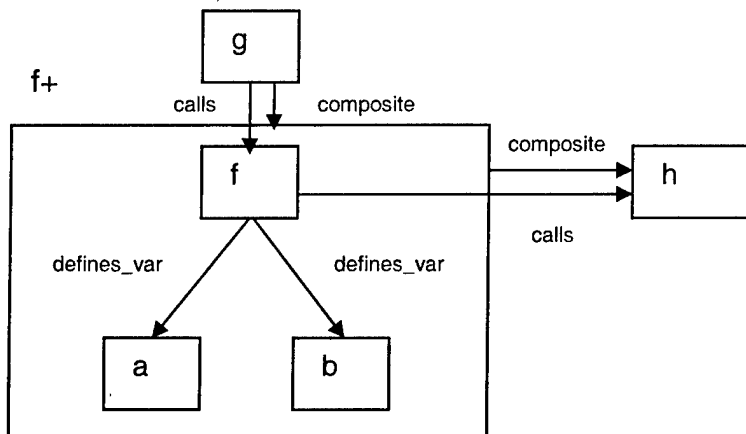 g
f+
calls
composite
f
composite
h
calls
defines_var
defines_var
a
b